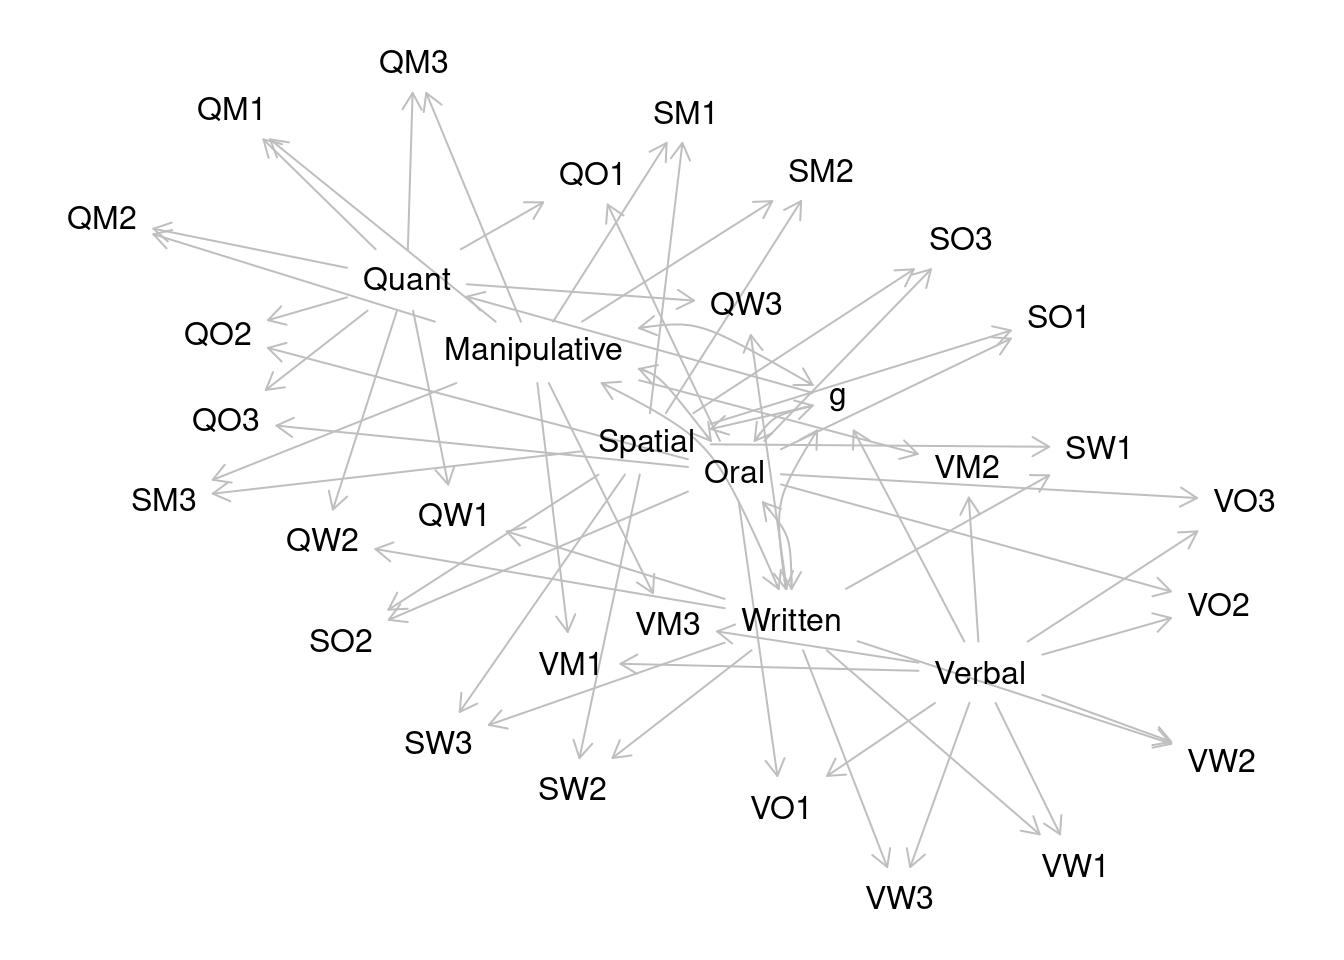 QM3
QM1
SM1
QO1
SM2
QM2
SO3
Quant
QW3
SO1
QO2
Manipulative
g
QO3
Spatial
SW1
Oral
VM2
SM3
VO3
QW1
QW2
VO2
Written
VM3
SO2
VM1
Verbal
SW3
VW2
SW2
VO1
VW1
VW3